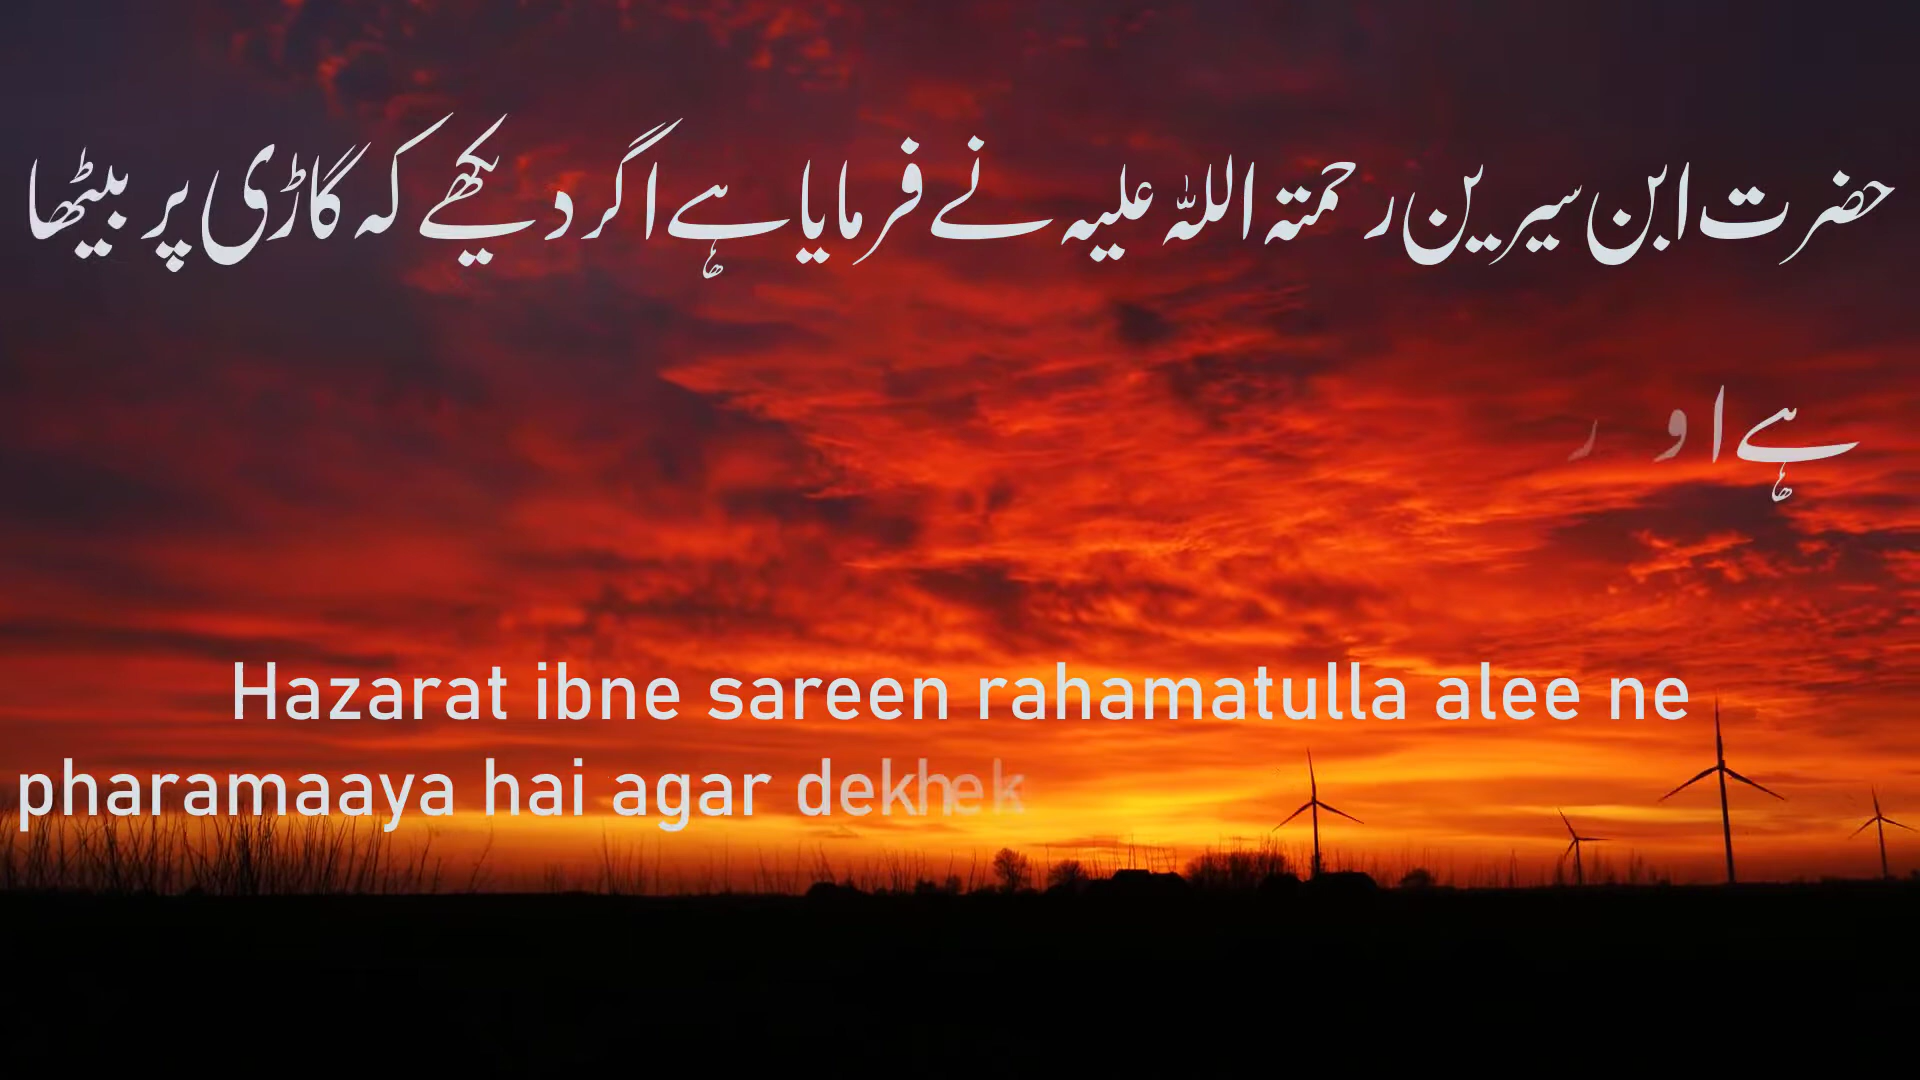 حضرت ابن سیرین رحمتہ اللہ علیہ نے فرمایا ہے اگر دیکھے کہ گاڑی پر بیٹھا
ہے اور
Hazarat ibne sareen rahamatulla alee ne
pharamaaya hai agar dekhek